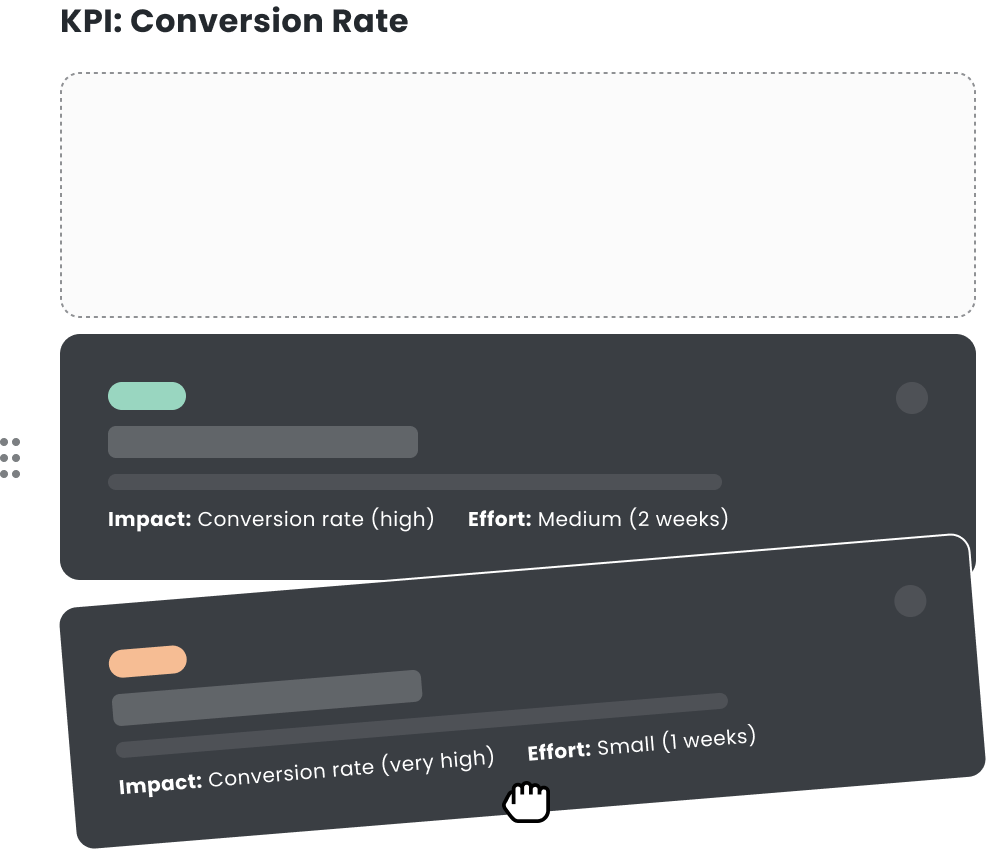 KPI: Conversion Rate
Impact: Conversion rate (high) Effort: Medium (2 weeks)
Impact: Conversion rate (very high) Effort: Small (1 weeks)